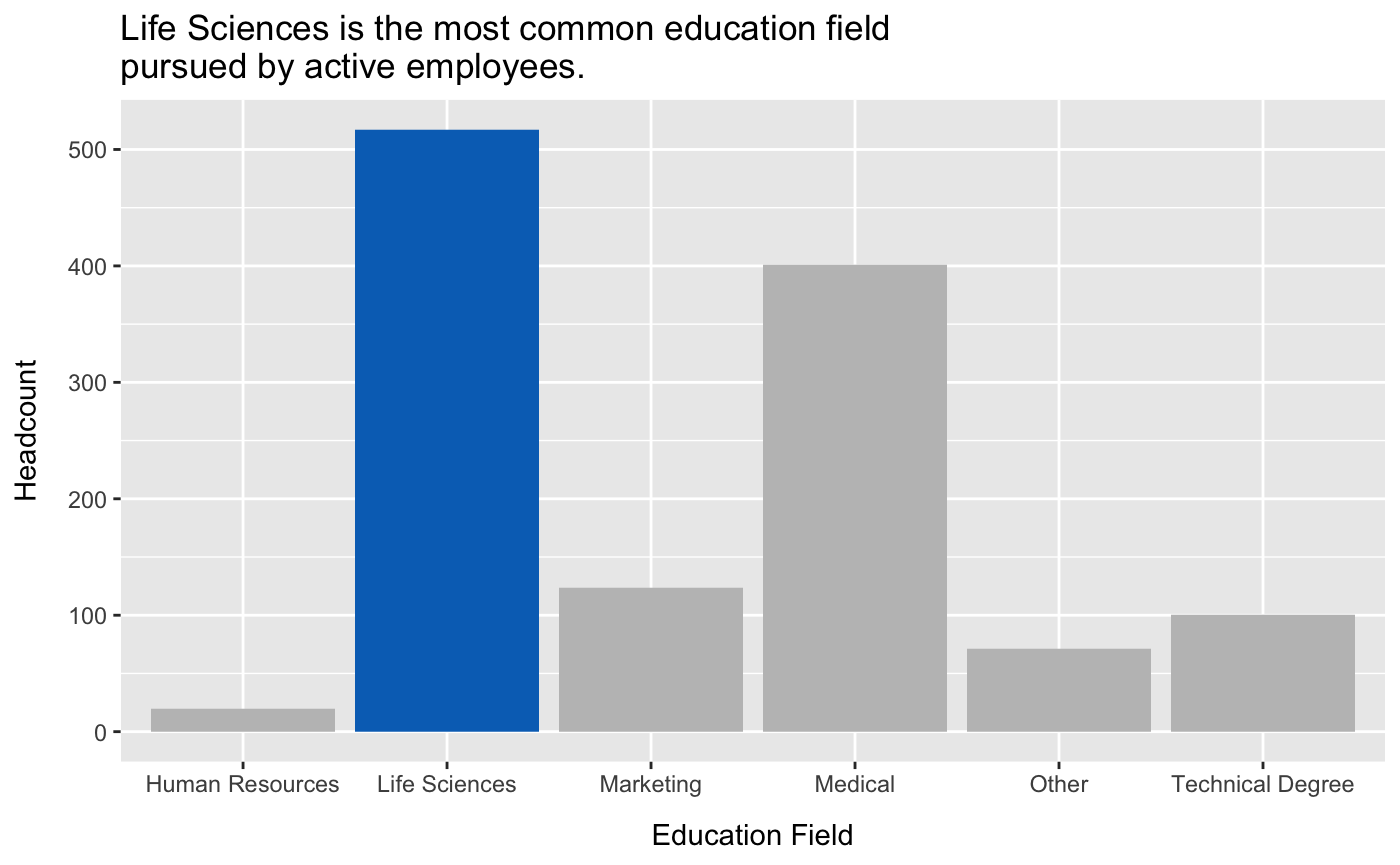 Life Sciences is the most common education field
pursued by active employees.
500
400
300
200
100
0
Headcount
Human Resources
Life Sciences
Marketing
Medical
Other
Technical Degree
Education Field